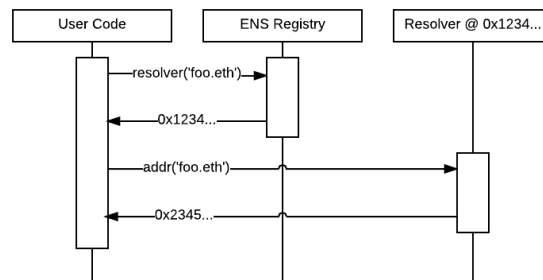 User Code
ENS Registry
Resolver @ 0x1234...
resolver('foo.eth')
0x1234...
addr('foo.eth')
0x2345...